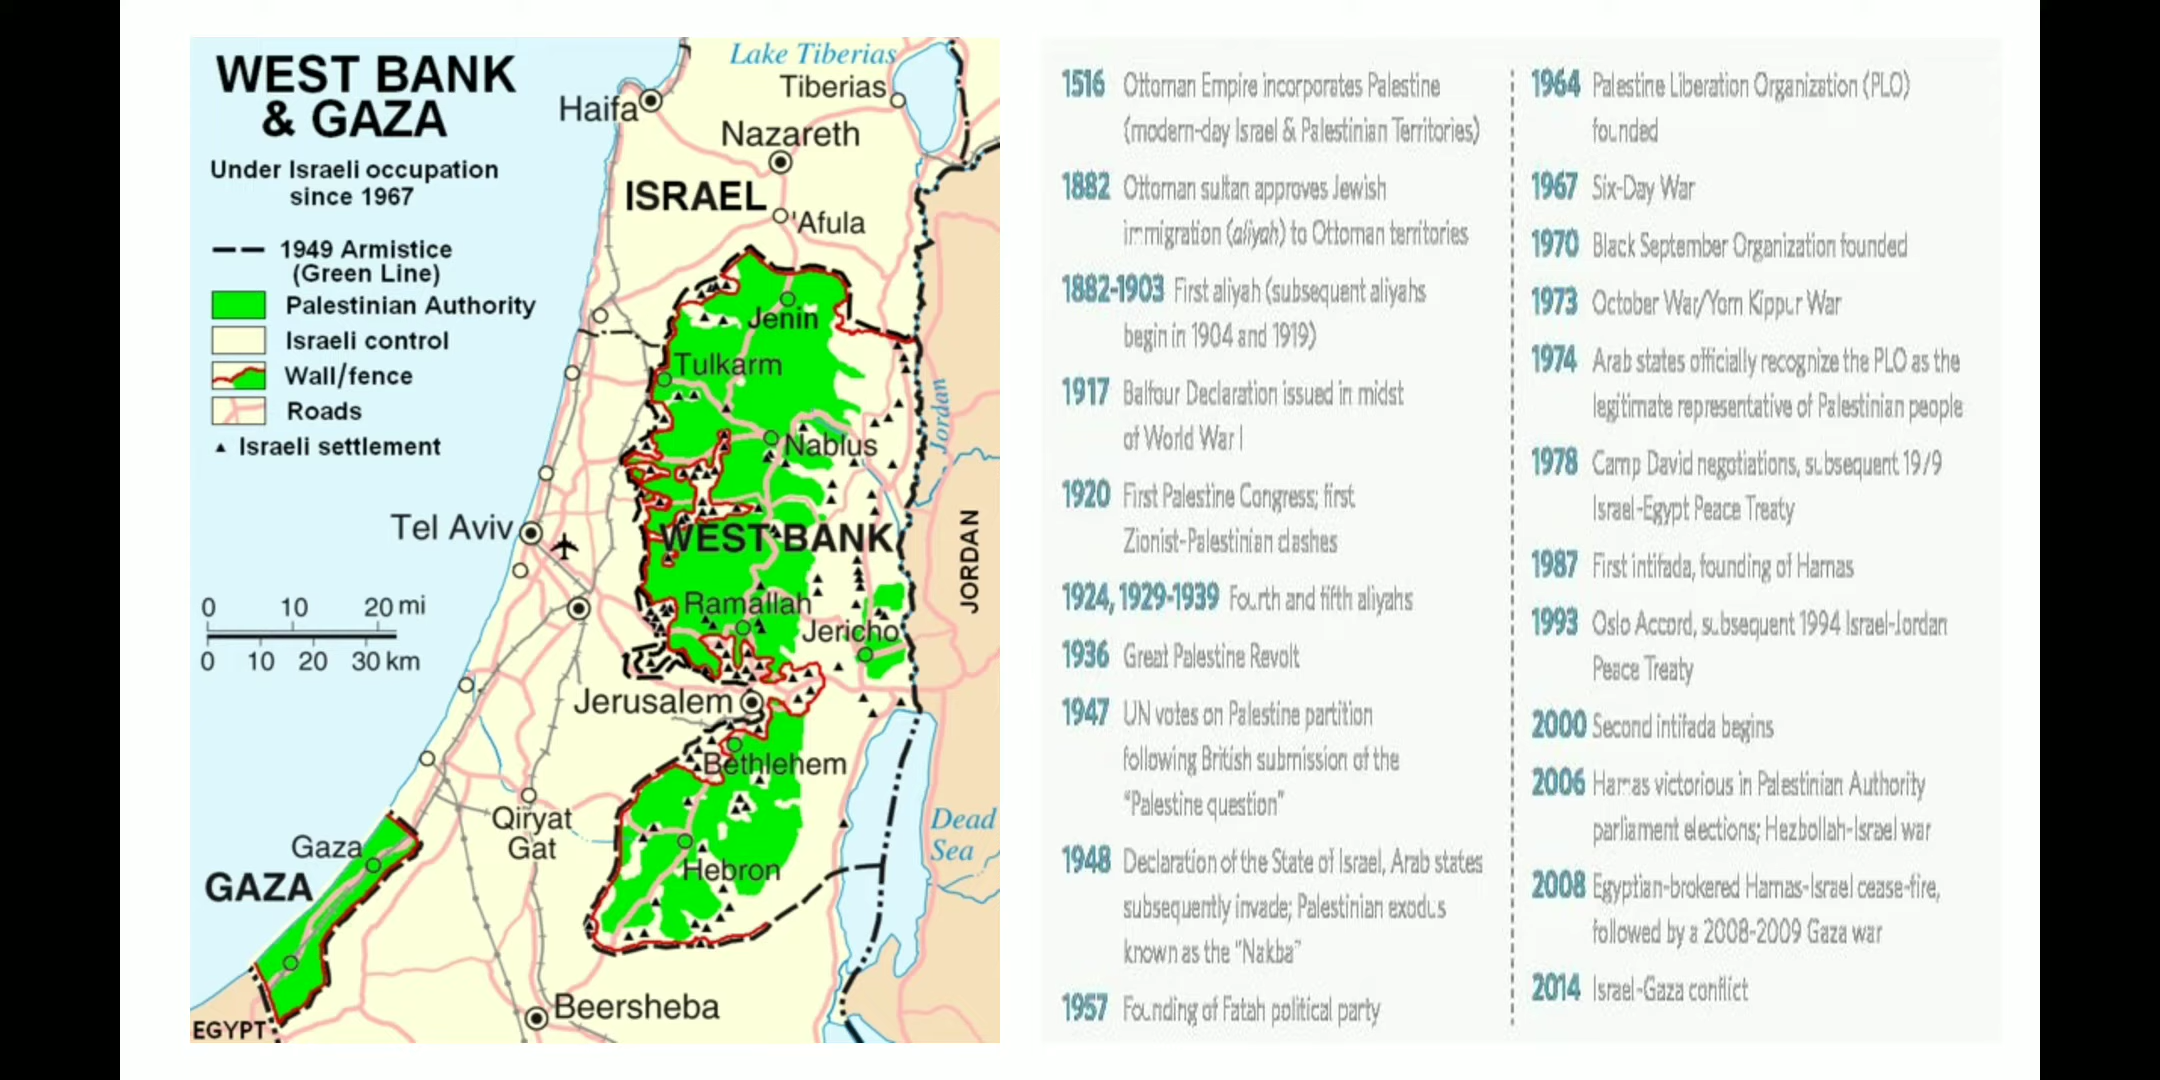 WEST BANK
& GAZA
Under Israeli occupation
since 1967
1949 Armistice
(Green Line)
Palestinian Authority
Israeli control
Wall/fence
Roads
Israeli settlement
Lake Tiberias
Tiberias
Haifa
Nazareth
ISRAEL
'Afula
Jenin
Tulkarm
Jordan
Nablus
Tel Aviv
WEST BANK
JORDAN
0 10 20 mi
0 10 20 30 km
Ramallah
Jericho
Jerusalem
Bethlehem
Qiryat
Gat
Dead
Sea
Gaza
GAZA
Hebron
Beersheba
EGYPT
1516 Ottoman Empire incorporates Palestine
(modern-day Israel & Palestinian Territories)
1882 Ottoman sultan approves Jewish
immigration (aliyah) to Ottoman territories
1882-1903 First aliyah (subsequent aliyahs
begin in 1904 and 1919)
1917 Balfour Declaration issued in midst
of World War I
1920 First Palestine Congress; first
Zionist-Palestinian clashes
1924, 1929-1939 Fourth and fifth aliyahs
1936 Great Palestine Revolt
1947 UN votes on Palestine partition
following British submission of the
"Palestine question"
1948 Declaration of the State of Israel, Arab states
subsequently invade; Palestinian exodus
known as the "Nakba"
1957 Founding of Fatah political party
1964 Palestine Liberation Organization (PLO)
founded
1967 Six-Day War
1970 Black September Organization founded
1973 October War/Yom Kippur War
1974 Arab states officially recognize the PLO as the
legitimate representative of Palestinian people
1978 Camp David negotiations, subsequent 1979
Israel-Egypt Peace Treaty
1987 First intifada, founding of Hamas
1993 Oslo Accord, subsequent 1994 Israel-Jordan
Peace Treaty
2000 Second intifada begins
2006 Hamas victorious in Palestinian Authority
parliament elections; Hezbollah-Israel war
2008 Egyptian-brokered Hamas-Israel cease-fire,
followed by a 2008-2009 Gaza war
2014 Israel-Gaza conflict